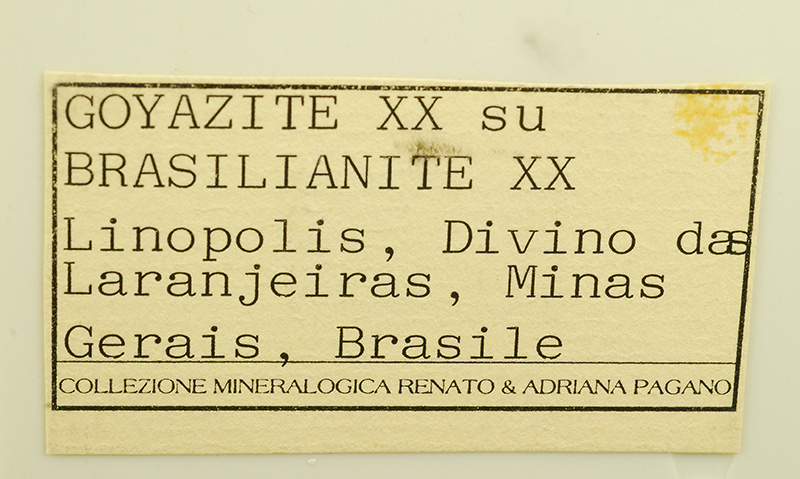 GOYAZITE XX su
BRASILIANITE XX
Linopolis, Divino das
Laranjeiras, Minas
Gerais, Brasile
COLLEZIONE MINERALOGICA RENATO & ADRIANA PAGANO